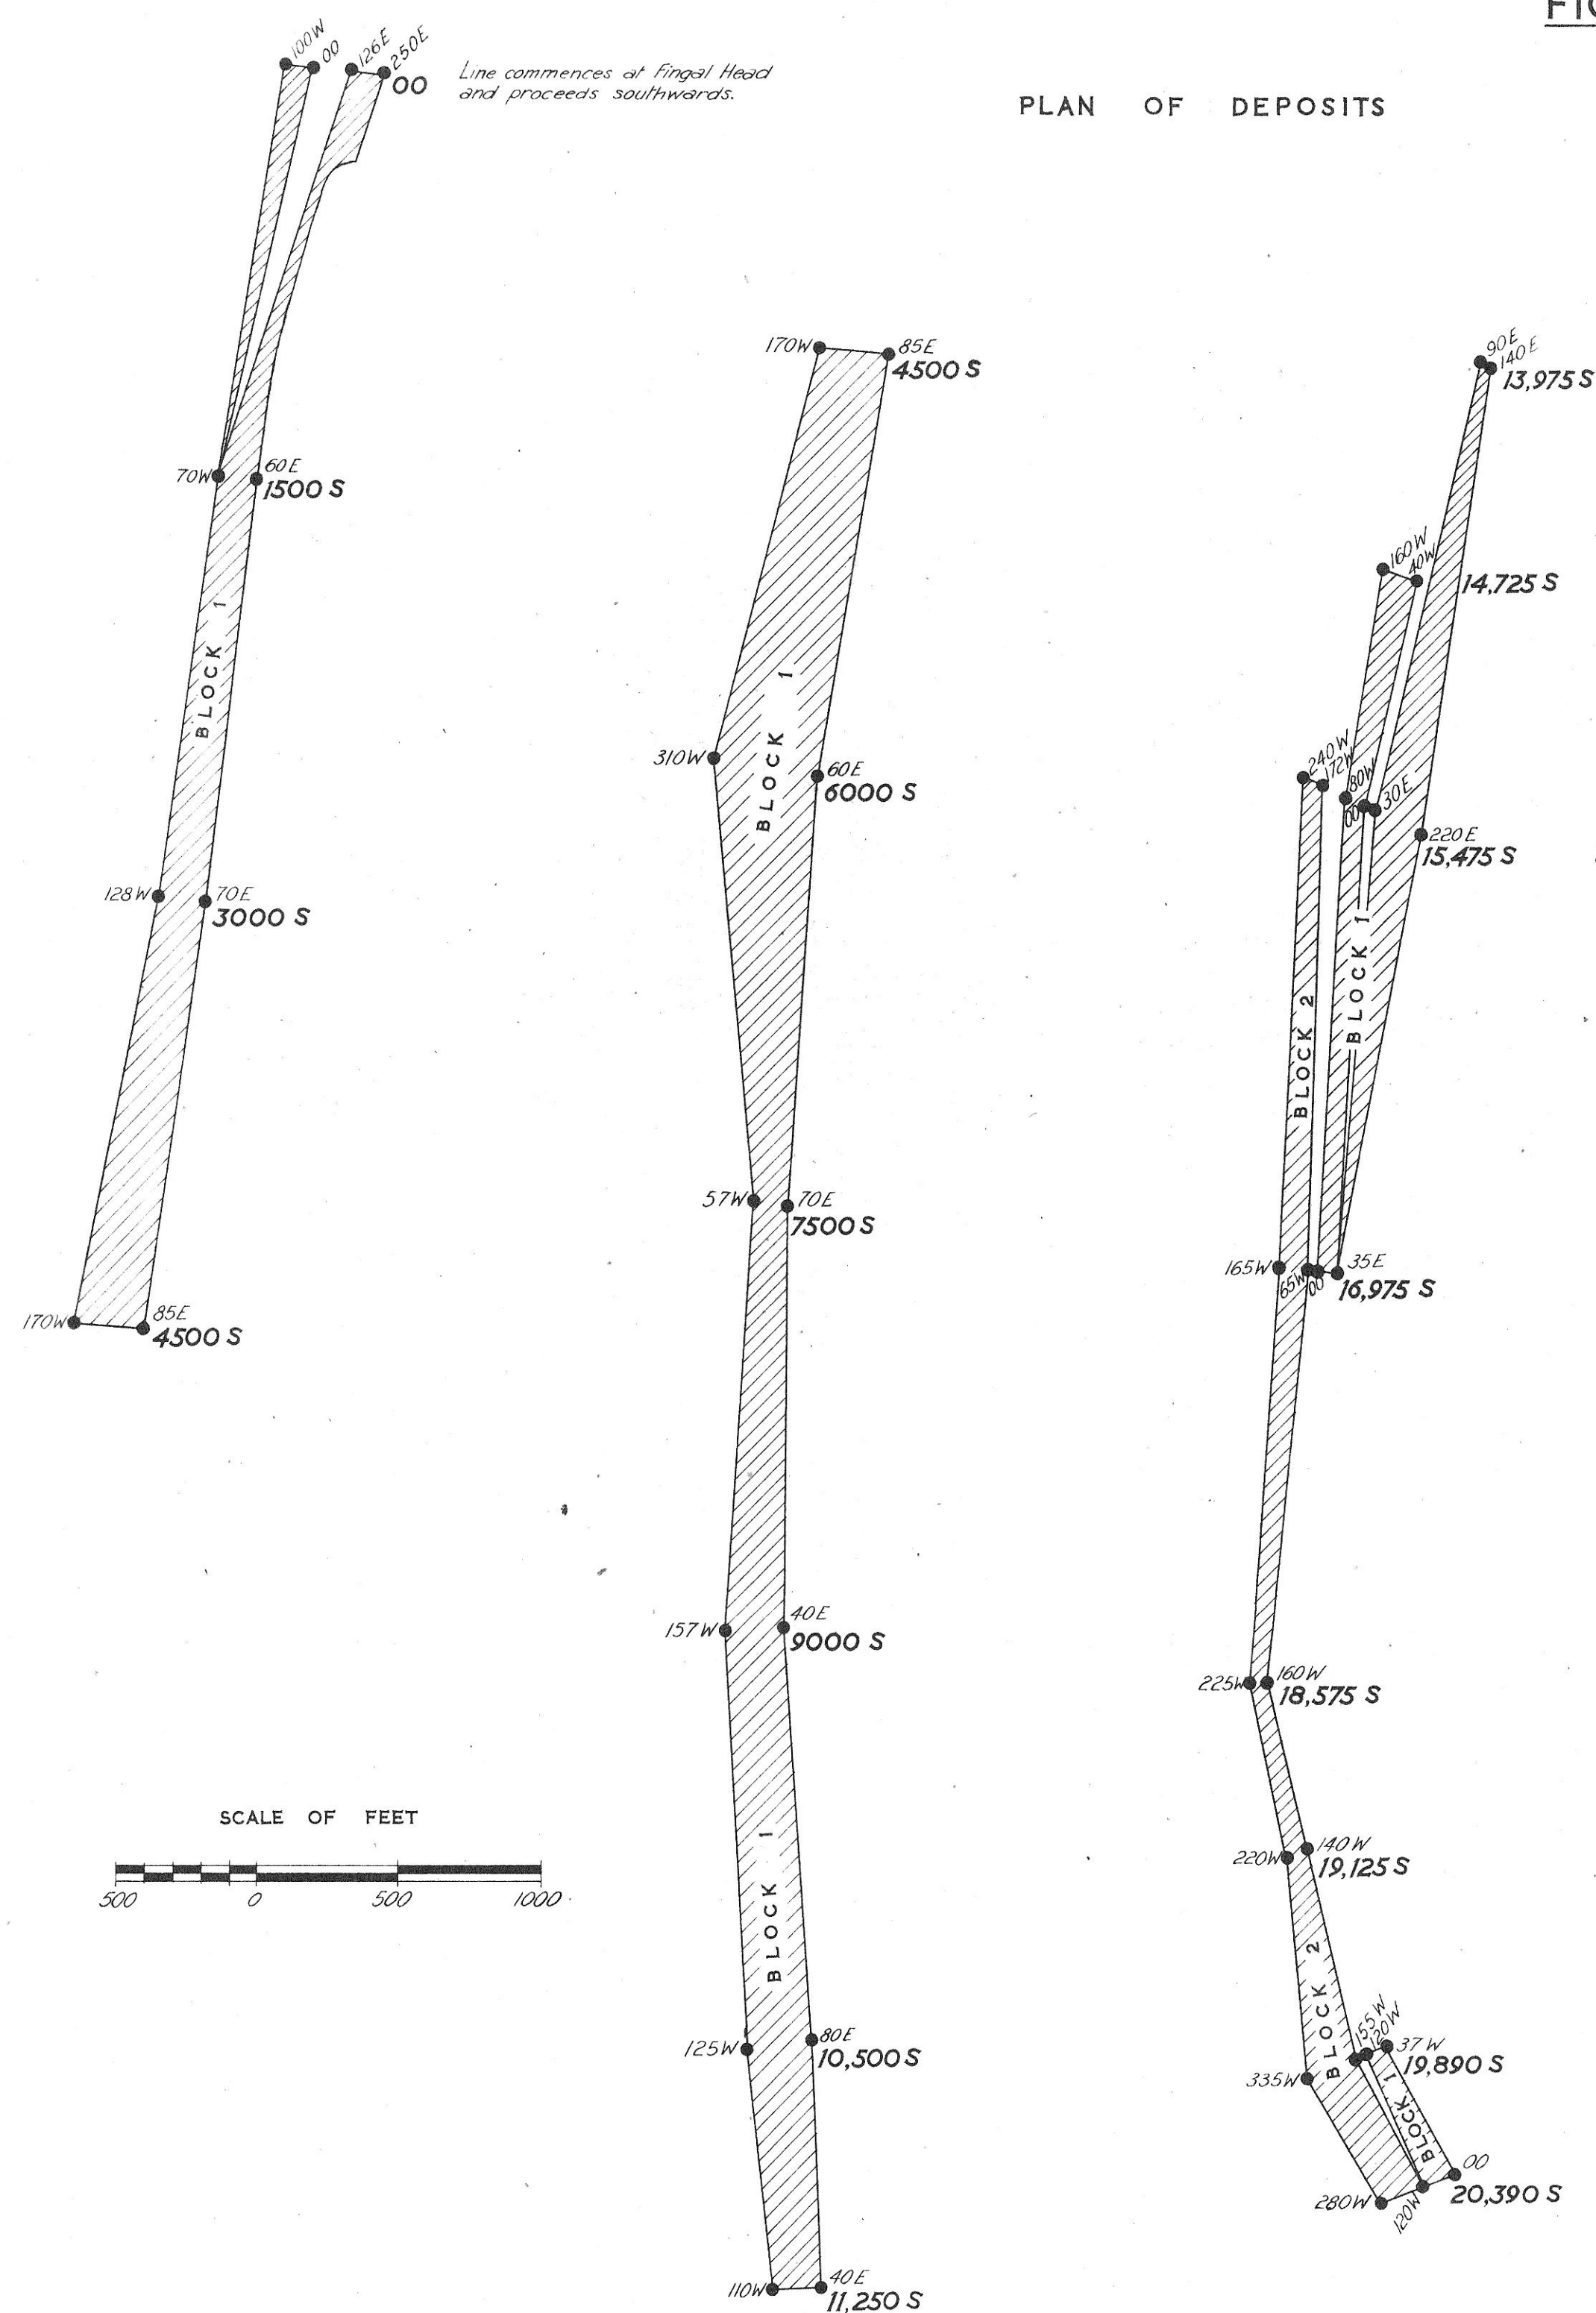 FIG
PLAN OF DEPOSITS
Line commences at Fingal Head
and proceeds southwards.
100W
00
126E
250E
00
70W
60E
1500 S
BLOCK 1
128W
70E
3000 S
170W
85E
4500 S
SCALE OF FEET
500 0 500 1000
170W
85E
4500 S
BLOCK 1
310W
60E
6000 S
57W
70E
7500 S
157W
40E
9000 S
BLOCK 1
125W
80E
10,500 S
110W
40E
11,250 S
90E
140E
13,975 S
160W
40W
14,725 S
240W
172W
80W
00
30E
220E
15,475 S
BLOCK 2
BLOCK 1
165W
65W
00
35E
16,975 S
225W
160W
18,575 S
220W
140W
19,125 S
BLOCK 2
155W
120W
37W
19,890 S
335W
BLOCK 1
00
20,390 S
280W
120W